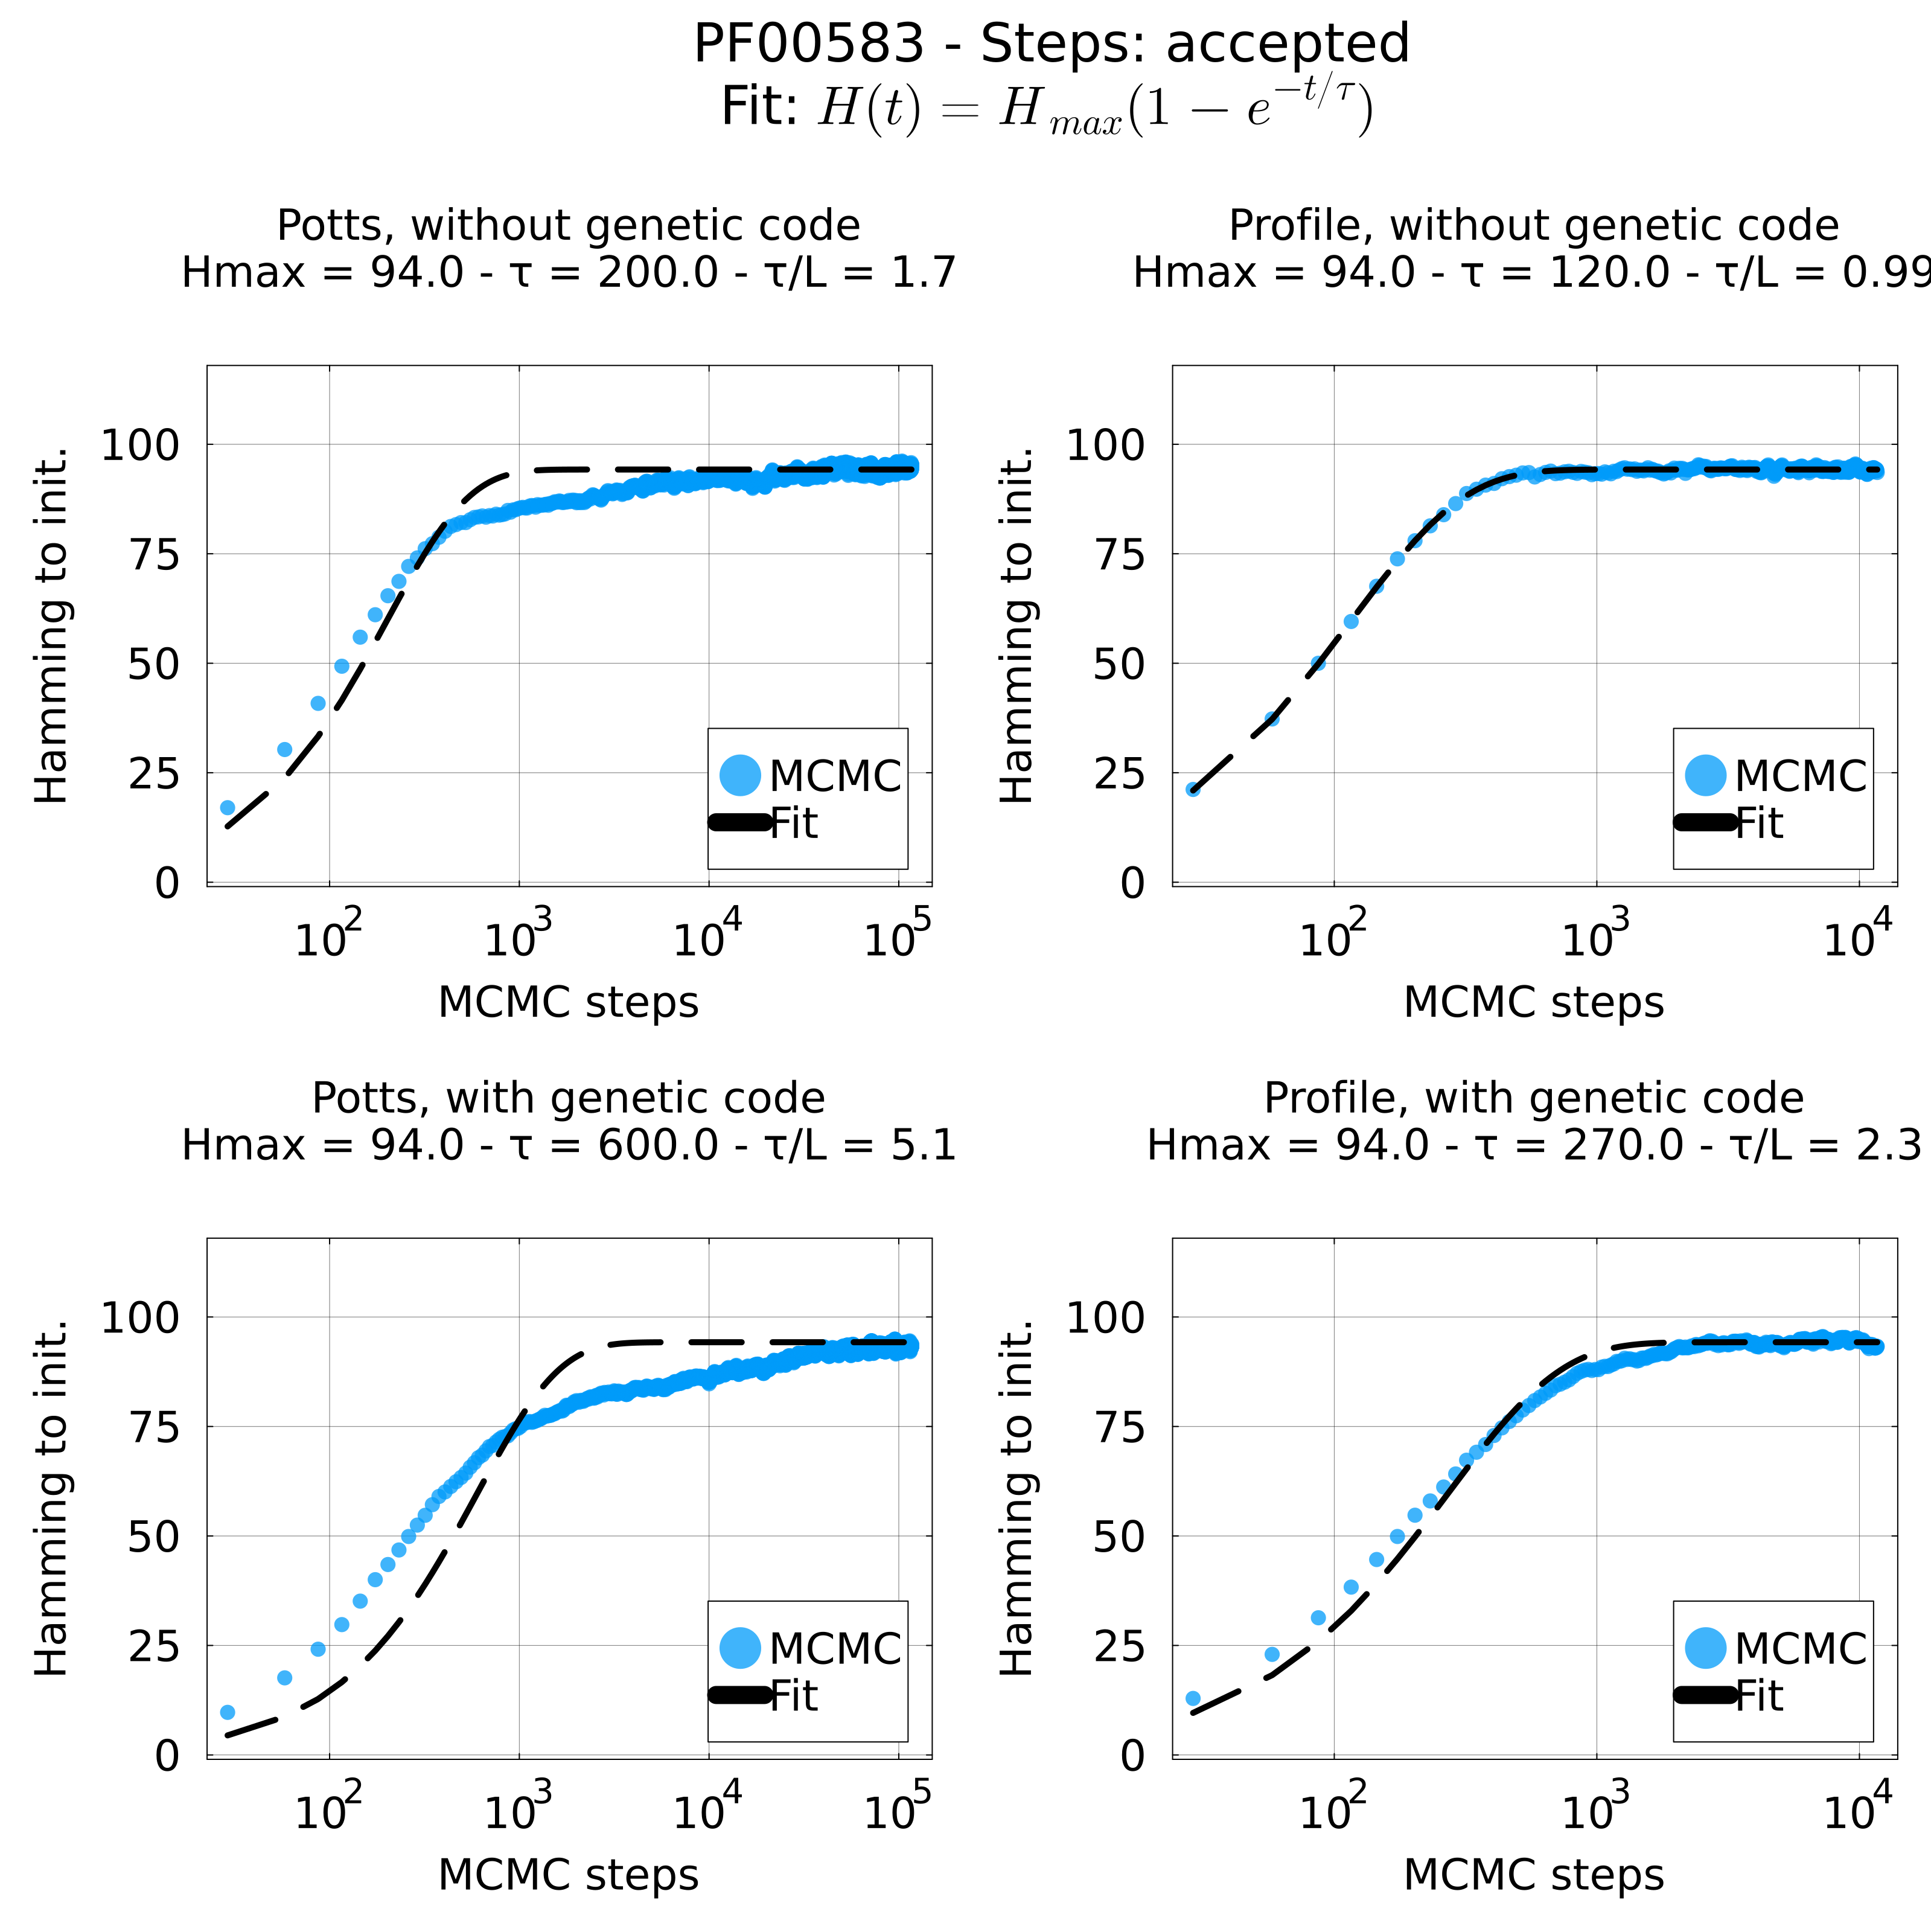 PF00583 - Steps: accepted
Fit: H(t) = H_max(1 − e^{−t/τ})
Potts, without genetic code
Hmax = 94.0 - τ = 200.0 - τ/L = 1.7
Hamming to init.
100
75
50
25
0
MCMC
Fit
10^2 10^3 10^4 10^5
MCMC steps
Profile, without genetic code
Hmax = 94.0 - τ = 120.0 - τ/L = 0.99
Hamming to init.
100
75
50
25
0
MCMC
Fit
10^2 10^3 10^4
MCMC steps
Potts, with genetic code
Hmax = 94.0 - τ = 600.0 - τ/L = 5.1
Hamming to init.
100
75
50
25
0
MCMC
Fit
10^2 10^3 10^4 10^5
MCMC steps
Profile, with genetic code
Hmax = 94.0 - τ = 270.0 - τ/L = 2.3
Hamming to init.
100
75
50
25
0
MCMC
Fit
10^2 10^3 10^4
MCMC steps